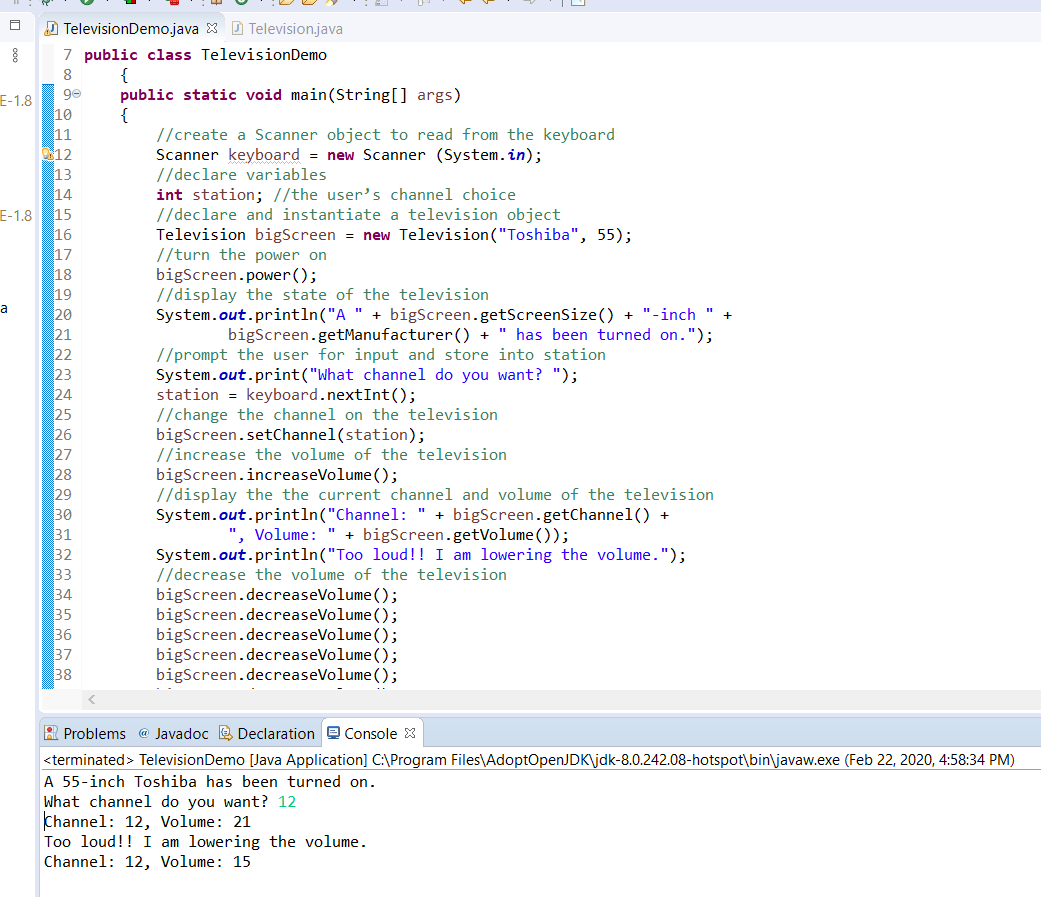 TelevisionDemo.java
Television.java
7 public class TelevisionDemo
8 {
9 public static void main(String[] args)
10 {
11 //create a Scanner object to read from the keyboard
12 Scanner keyboard = new Scanner (System.in);
13 //declare variables
14 int station; //the user’s channel choice
15 //declare and instantiate a television object
16 Television bigScreen = new Television("Toshiba", 55);
17 //turn the power on
18 bigScreen.power();
19 //display the state of the television
20 System.out.println("A " + bigScreen.getScreenSize() + "-inch " +
21 bigScreen.getManufacturer() + " has been turned on.");
22 //prompt the user for input and store into station
23 System.out.print("What channel do you want? ");
24 station = keyboard.nextInt();
25 //change the channel on the television
26 bigScreen.setChannel(station);
27 //increase the volume of the television
28 bigScreen.increaseVolume();
29 //display the the current channel and volume of the television
30 System.out.println("Channel: " + bigScreen.getChannel() +
31 ", Volume: " + bigScreen.getVolume());
32 System.out.println("Too loud!! I am lowering the volume.");
33 //decrease the volume of the television
34 bigScreen.decreaseVolume();
35 bigScreen.decreaseVolume();
36 bigScreen.decreaseVolume();
37 bigScreen.decreaseVolume();
38 bigScreen.decreaseVolume();
E-1.8
E-1.8
a
Problems @ Javadoc Declaration Console
<terminated> TelevisionDemo [Java Application] C:\Program Files\AdoptOpenJDK\jdk-8.0.242.08-hotspot\bin\javaw.exe (Feb 22, 2020, 4:58:34 PM)
A 55-inch Toshiba has been turned on.
What channel do you want? 12
Channel: 12, Volume: 21
Too loud!! I am lowering the volume.
Channel: 12, Volume: 15